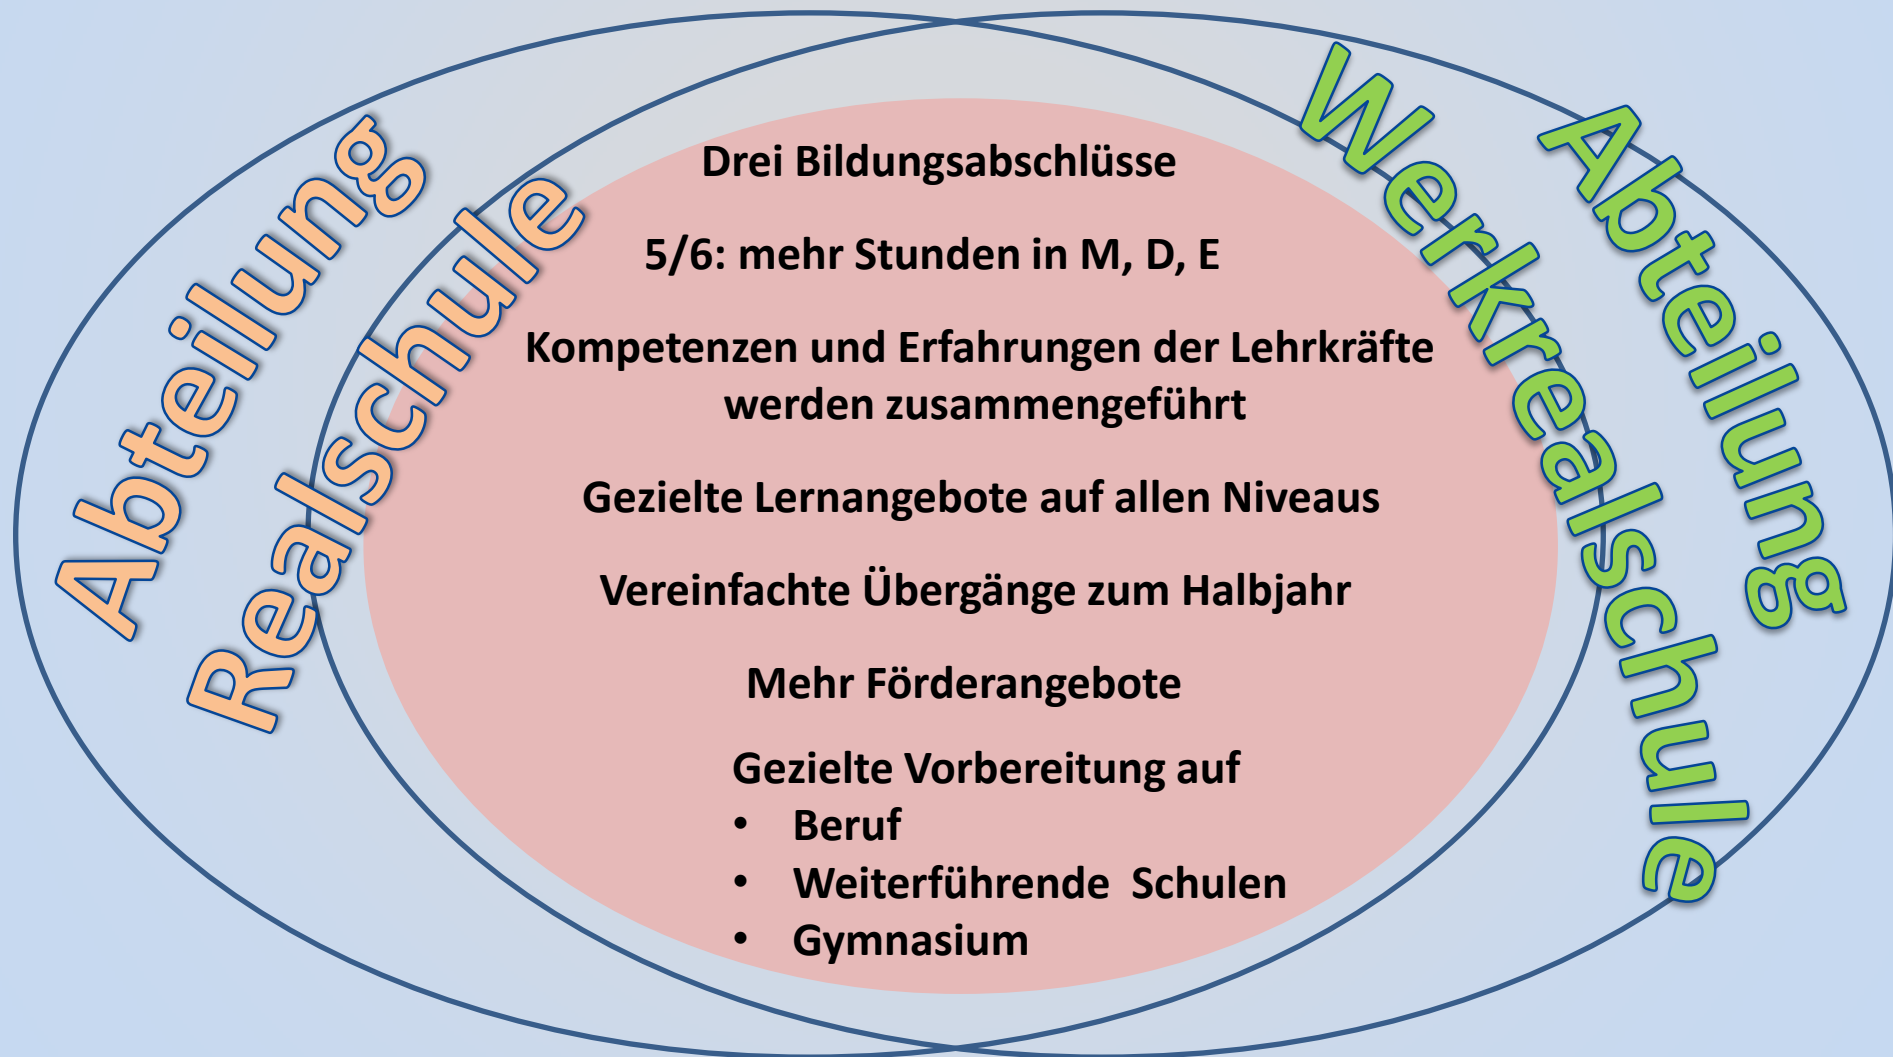 Abteilung
Realschule
Werkrealschule
Abteilung
Drei Bildungsabschlüsse
5/6: mehr Stunden in M, D, E
Kompetenzen und Erfahrungen der Lehrkräfte
werden zusammengeführt
Gezielte Lernangebote auf allen Niveaus
Vereinfachte Übergänge zum Halbjahr
Mehr Förderangebote
Gezielte Vorbereitung auf
• Beruf
• Weiterführende Schulen
• Gymnasium